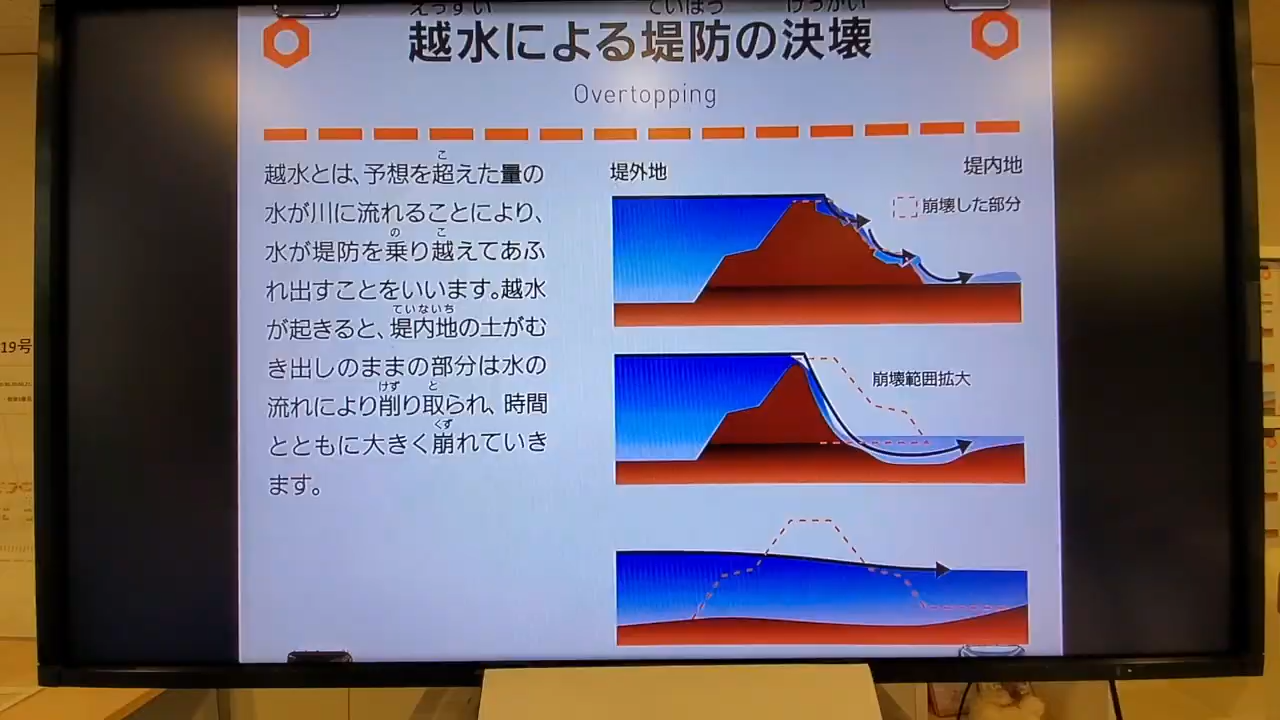 えっすい ていぼう けっかい
越水による堤防の決壊
Overtopping
こ
越水とは、予想を超えた量の
水が川に流れることにより、
の こ
水が堤防を乗り越えてあふ
れ出すことをいいます。越水
ていないち
が起きると、堤内地の土がむ
き出しのままの部分は水の
けず と
流れにより削り取られ、時間
くず
とともに大きく崩れていき
ます。
堤外地
堤内地
崩壊した部分
崩壊範囲拡大
19号